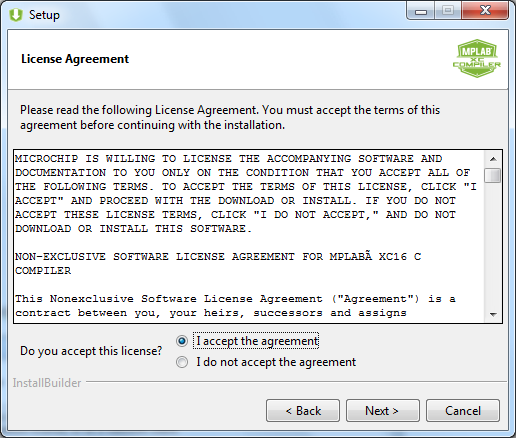 Setup
License Agreement
MPLAB
XC
COMPILER
Please read the following License Agreement. You must accept the terms of this
agreement before continuing with the installation.
MICROCHIP IS WILLING TO LICENSE THE ACCOMPANYING SOFTWARE AND
DOCUMENTATION TO YOU ONLY ON THE CONDITION THAT YOU ACCEPT ALL OF
THE FOLLOWING TERMS. TO ACCEPT THE TERMS OF THIS LICENSE, CLICK "I
ACCEPT" AND PROCEED WITH THE DOWNLOAD OR INSTALL. IF YOU DO NOT
ACCEPT THESE LICENSE TERMS, CLICK "I DO NOT ACCEPT," AND DO NOT
DOWNLOAD OR INSTALL THIS SOFTWARE.
NON-EXCLUSIVE SOFTWARE LICENSE AGREEMENT FOR MPLABÃ XC16 C
COMPILER
This Nonexclusive Software License Agreement ("Agreement") is a
contract between you, your heirs, successors and assigns
Do you accept this license?
I accept the agreement
I do not accept the agreement
InstallBuilder
< Back
Next >
Cancel